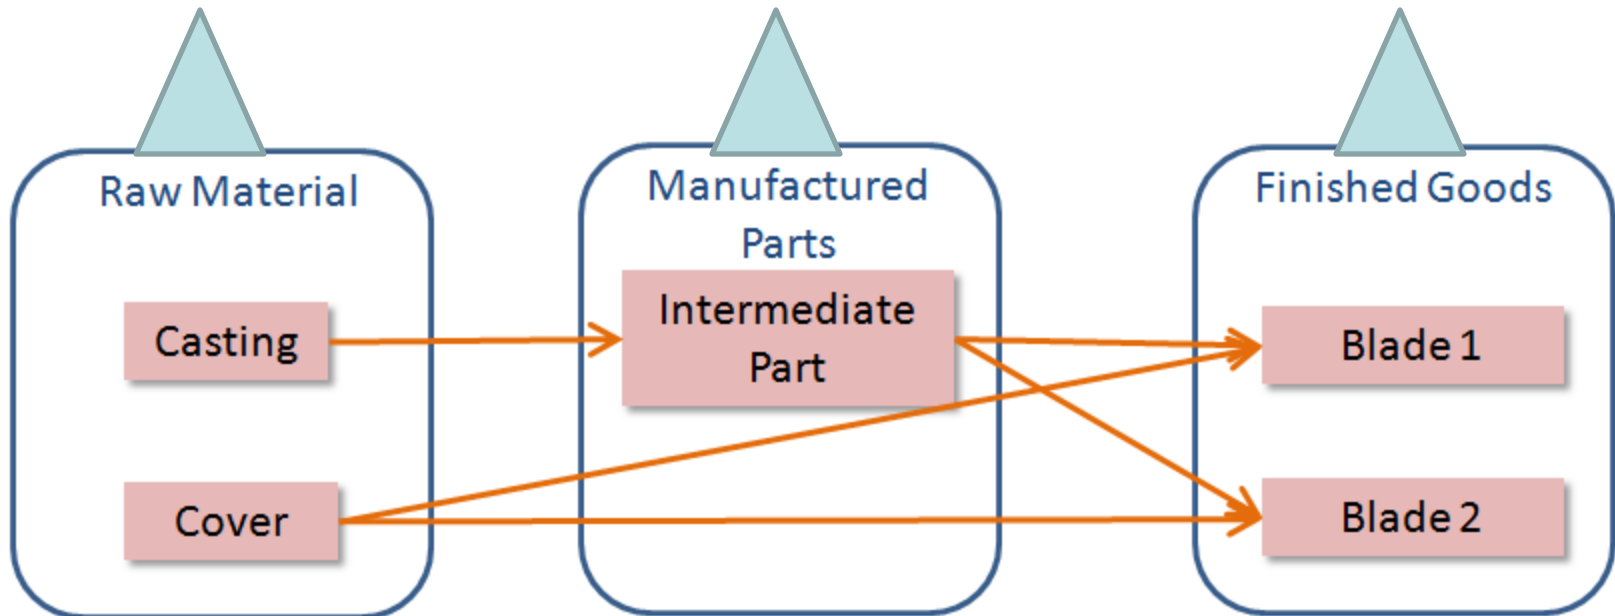 Raw Material
Casting
Cover
Manufactured
Parts
Intermediate
Part
Finished Goods
Blade 1
Blade 2